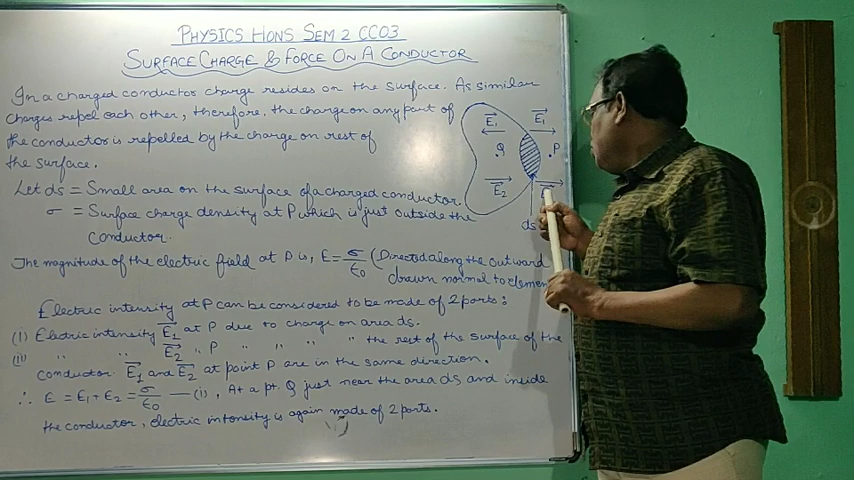 PHYSICS HONS SEM 2 CC03
SURFACE CHARGE & FORCE ON A CONDUCTOR
In a charged conductor charge resides on the surface. As similar
charges repel each other, therefore, the charge on any part of
the conductor is repelled by the charge on rest of
the surface.
E₁ E₁
Q P
E₂
ds
Let ds = Small area on the surface of a charged conductor.
σ = Surface charge density at P which is just outside the
conductor.
The magnitude of the electric field at P is, E = σ/ε₀ (Directed along the outward
drawn normal to elemen
Electric intensity at P can be considered to be made of 2 parts:
(i) Electric intensity E₁ at P due to charge on area ds.
(ii) " " E₂ " P " " " " the rest of the surface of the
conductor. E₁ and E₂ at point P are in the same direction.
∴ E = E₁ + E₂ = σ/ε₀ —(1), At a pt. Q just near the area ds and inside
the conductor, electric intensity is again made of 2 parts.